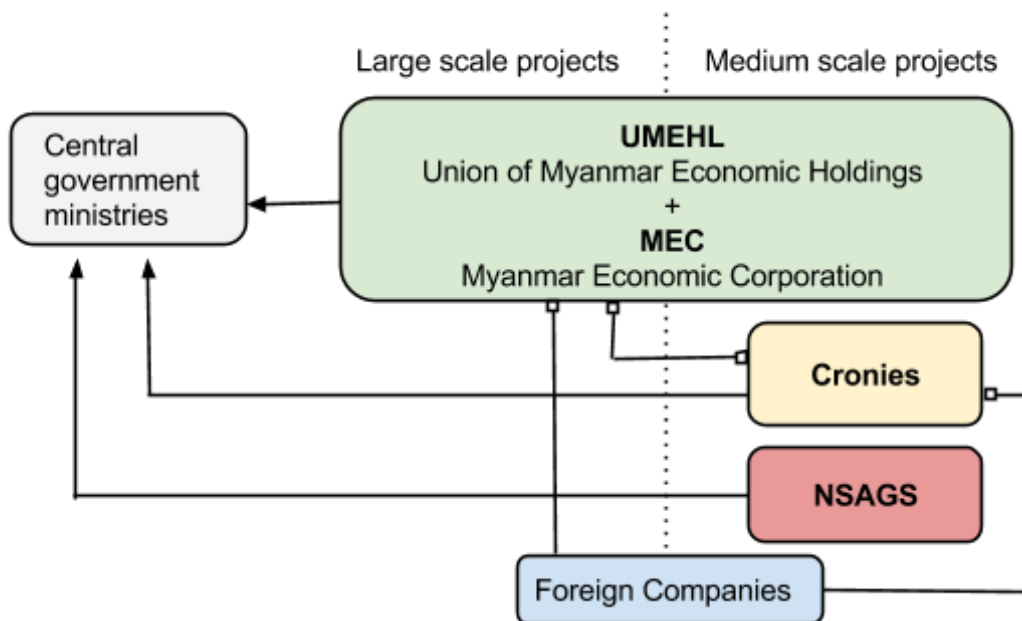 Large scale projects
Medium scale projects
Central
government
ministries
UMEHL
Union of Myanmar Economic Holdings
+
MEC
Myanmar Economic Corporation
Cronies
NSAGS
Foreign Companies